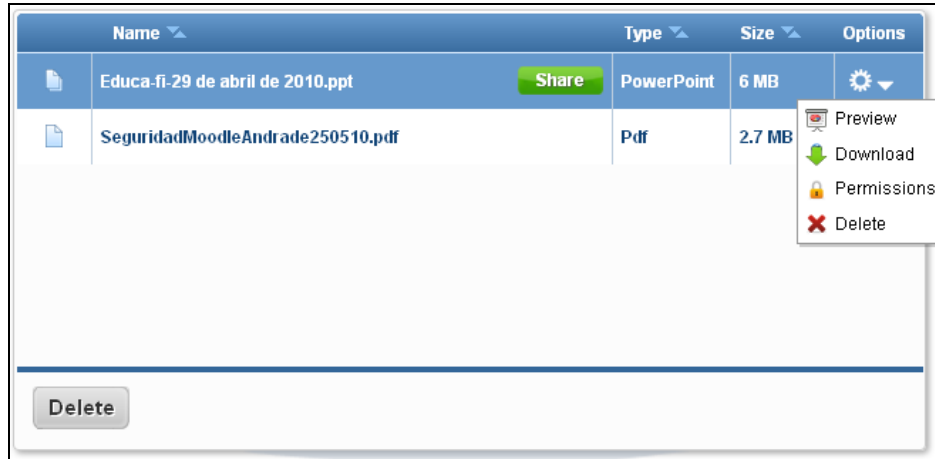 Name Type Size Options
Educa-fi-29 de abril de 2010.ppt Share PowerPoint 6 MB
SeguridadMoodleAndrade250510.pdf Pdf 2.7 MB
Preview
Download
Permissions
Delete
Delete